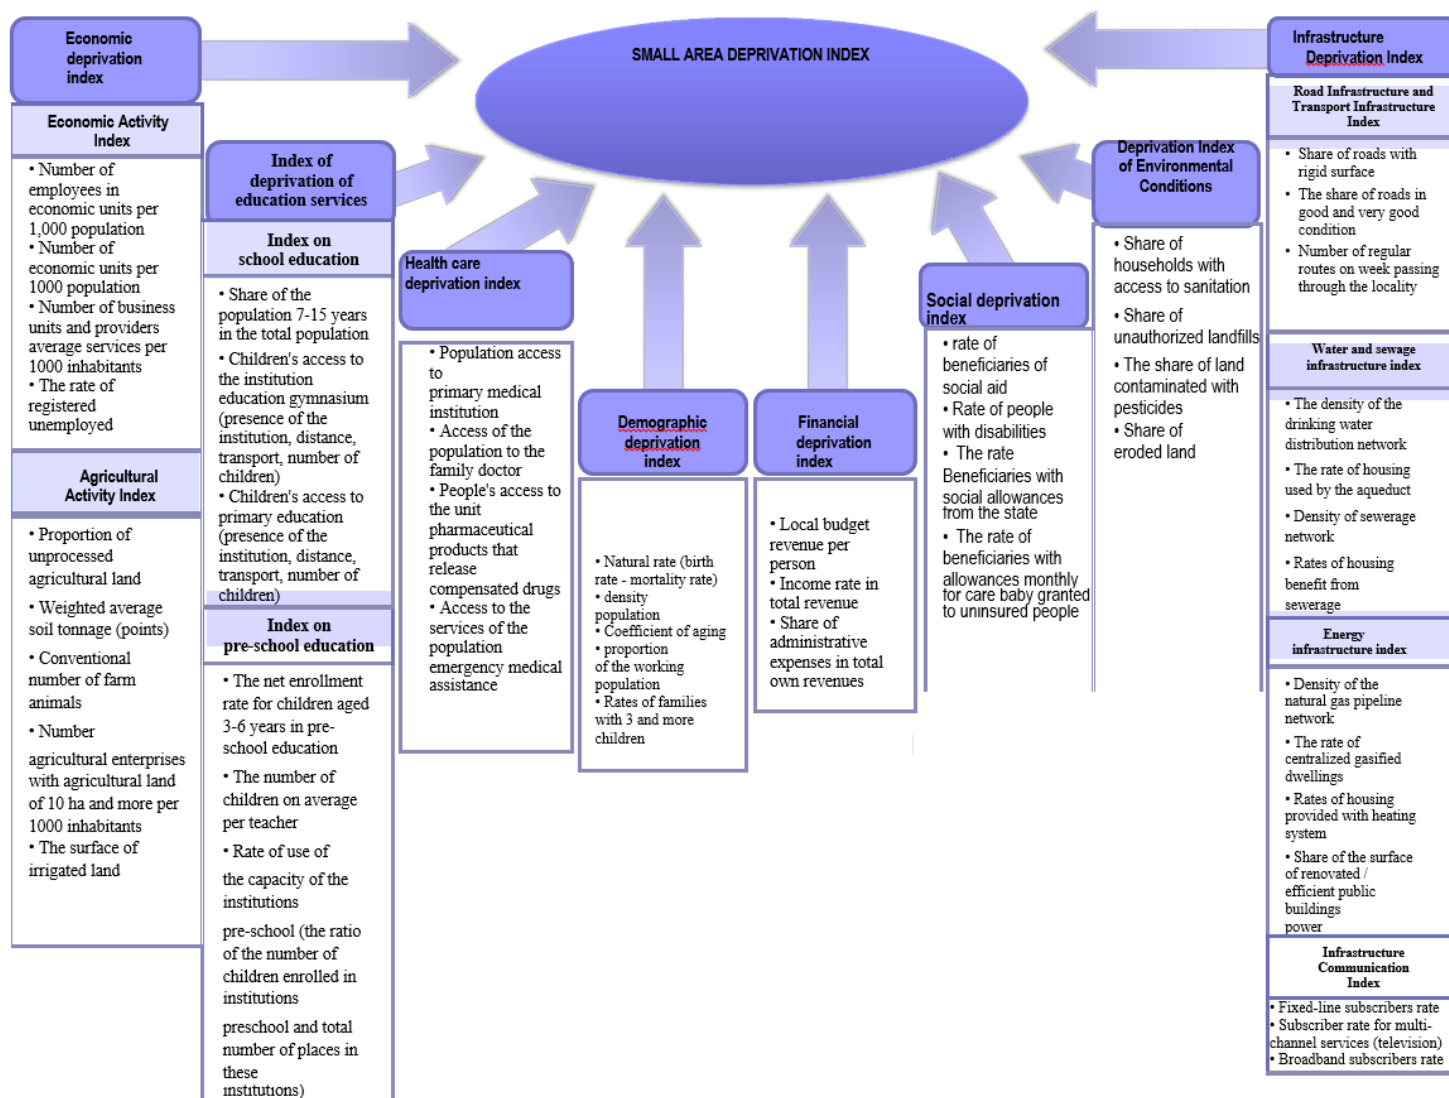 SMALL AREA DEPRIVATION INDEX
Economic
deprivation
index
Economic Activity
Index
• Number of
employees in
economic units per
1,000 population
• Number of
economic units per
1000 population
• Number of business
units and providers
average services per
1000 inhabitants
• The rate of
registered
unemployed
Agricultural
Activity Index
• Proportion of
unprocessed
agricultural land
• Weighted average
soil tonnage (points)
• Conventional
number of farm
animals
• Number
agricultural enterprises
with agricultural land
of 10 ha and more per
1000 inhabitants
• The surface of
irrigated land
Index of
deprivation of
education services
Index on
school education
• Share of the
population 7-15 years
in the total population
• Children's access to
the institution
education gymnasium
(presence of the
institution, distance,
transport, number of
children)
• Children's access to
primary education
(presence of the
institution, distance,
transport, number of
children)
Index on
pre-school education
• The net enrollment
rate for children aged
3-6 years in pre-
school education
• The number of
children on average
per teacher
• Rate of use of
the capacity of the
institutions
pre-school (the ratio
of the number of
children enrolled in
institutions
preschool and total
number of places in
these
institutions)
Health care
deprivation index
• Population access
to
primary medical
institution
• Access of the
population to the
family doctor
• People's access to
the unit
pharmaceutical
products that
release
compensated drugs
• Access to the
services of the
population
emergency medical
assistance
Demographic
deprivation
index
• Natural rate (birth
rate - mortality rate)
• density
population
• Coefficient of aging
• proportion
of the working
population
• Rates of families
with 3 and more
children
Financial
deprivation
index
• Local budget
revenue per
person
• Income rate in
total revenue
• Share of
administrative
expenses in total
own revenues
Social deprivation
index
• rate of
beneficiaries of
social aid
• Rate of people
with disabilities
• The rate
Beneficiaries with
social allowances
from the state
• The rate of
beneficiaries with
allowances monthly
for care baby granted
to uninsured people
Deprivation Index
of Environmental
Conditions
• Share of
households with
access to sanitation
• Share of
unauthorized landfills
• The share of land
contaminated with
pesticides
• Share of
eroded land
Infrastructure
Deprivation Index
Road Infrastructure and
Transport Infrastructure
Index
• Share of roads with
rigid surface
• The share of roads in
good and very good
condition
• Number of regular
routes on week passing
through the locality
Water and sewage
infrastructure index
• The density of the
drinking water
distribution network
• The rate of housing
used by the aqueduct
• Density of sewerage
network
• Rates of housing
benefit from
sewerage
Energy
infrastructure index
• Density of the
natural gas pipeline
network
• The rate of
centralized gasified
dwellings
• Rates of housing
provided with heating
system
• Share of the surface
of renovated /
efficient public
buildings
power
Infrastructure
Communication
Index
• Fixed-line subscribers rate
• Subscriber rate for multi-
channel services (television)
• Broadband subscribers rate